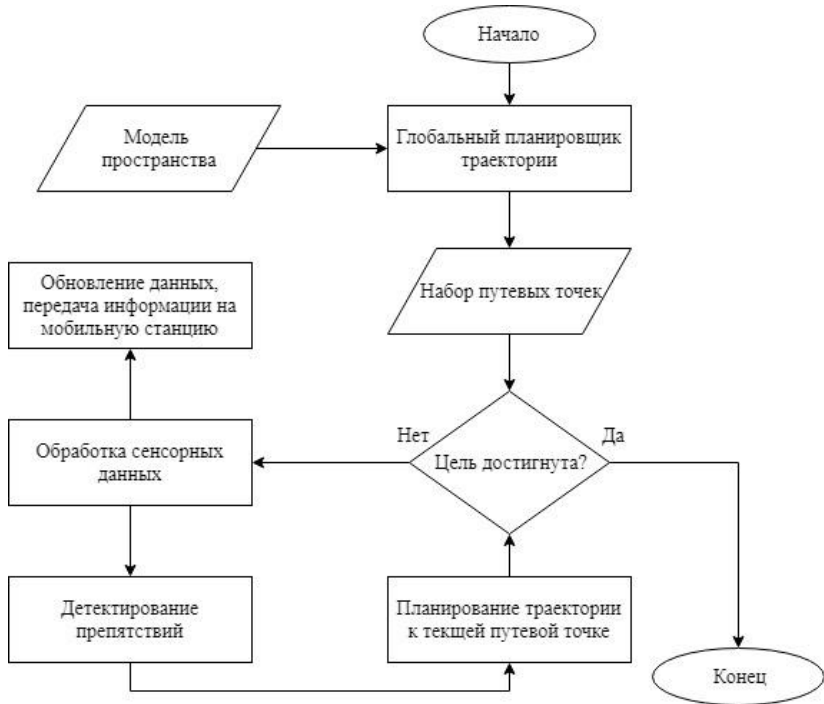 Начало
Модель
пространства
Глобальный планировщик
траектории
Обновление данных,
передача информации на
мобильную станцию
Набор путевых точек
Нет
Да
Обработка сенсорных
данных
Цель достигнута?
Детектирование
препятствий
Планирование траектории
к текщей путевой точке
Конец